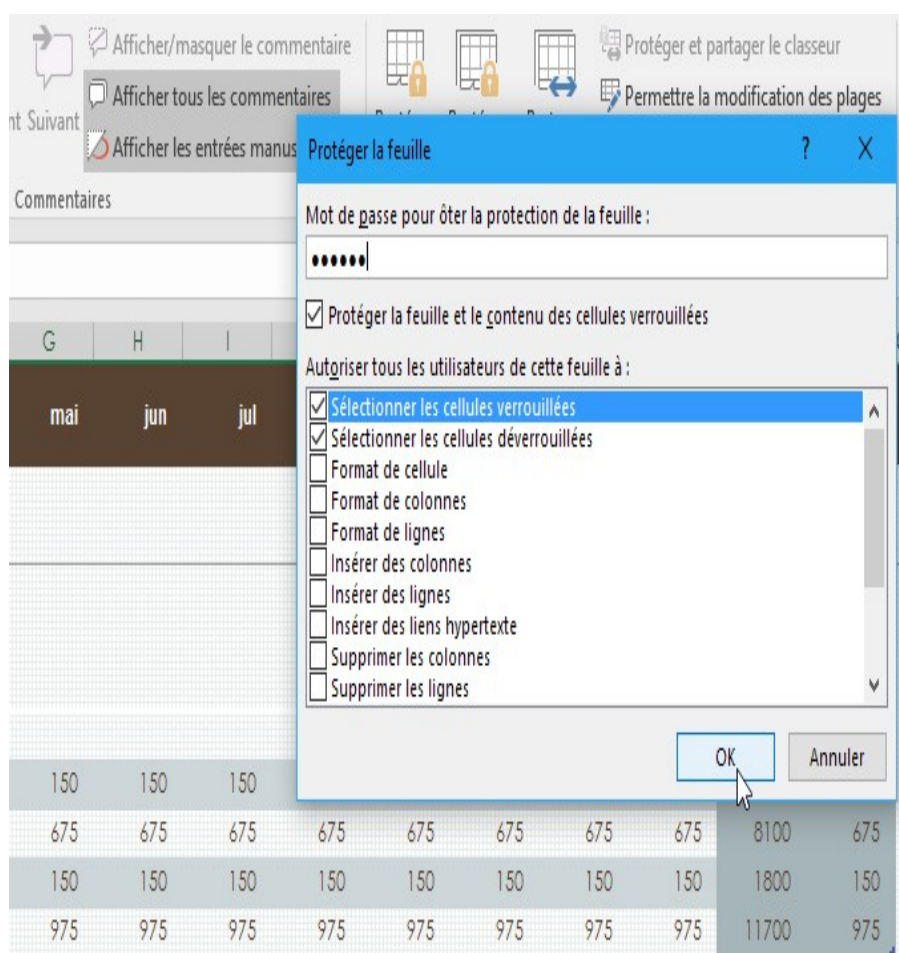 Afficher/masquer le commentaire
Afficher tous les commentaires
Afficher les entrées manus
nt Suivant
Commentaires
Protéger et partager le classeur
Permettre la modification des plages
Protéger la feuille ? X
Mot de passe pour ôter la protection de la feuille :
••••••
Protéger la feuille et le contenu des cellules verrouillées
Autoriser tous les utilisateurs de cette feuille à :
Sélectionner les cellules verrouillées
Sélectionner les cellules déverrouillées
Format de cellule
Format de colonnes
Format de lignes
Insérer des colonnes
Insérer des lignes
Insérer des liens hypertexte
Supprimer les colonnes
Supprimer les lignes
OK Annuler
G H I
mai jun jul
150 150 150
675 675 675 675 675 675 675 675 8100 675
150 150 150 150 150 150 150 150 1800 150
975 975 975 975 975 975 975 975 11700 975